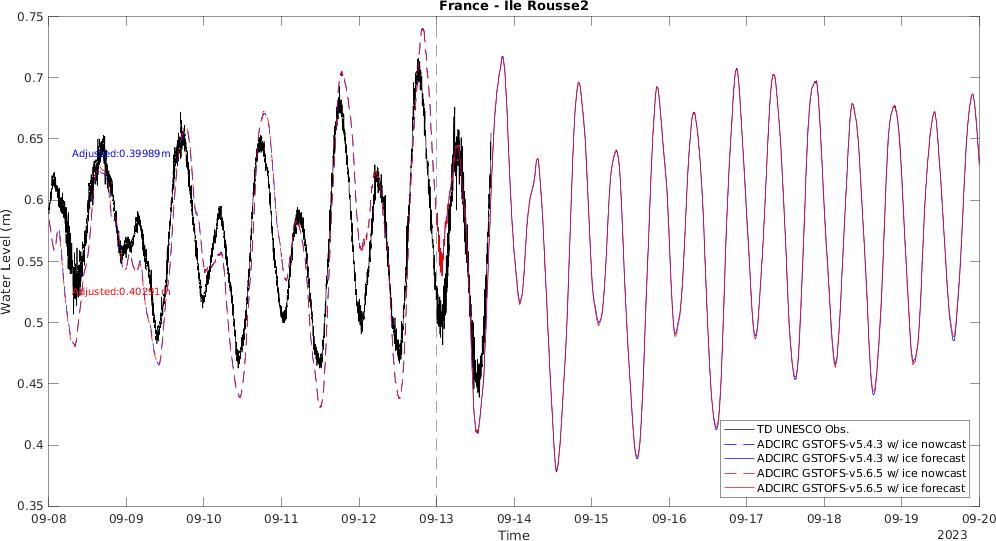 France - Ile Rousse2
0.75
0.7
0.65
0.6
0.55
0.5
0.45
0.4
0.35
Water Level (m)
Adjusted:0.39989m
Adjusted:0.40291m
TD UNESCO Obs.
ADCIRC GSTOFS-v5.4.3 w/ ice nowcast
ADCIRC GSTOFS-v5.4.3 w/ ice forecast
ADCIRC GSTOFS-v5.6.5 w/ ice nowcast
ADCIRC GSTOFS-v5.6.5 w/ ice forecast
09-08 09-09 09-10 09-11 09-12 09-13 09-14 09-15 09-16 09-17 09-18 09-19 09-20
Time
2023